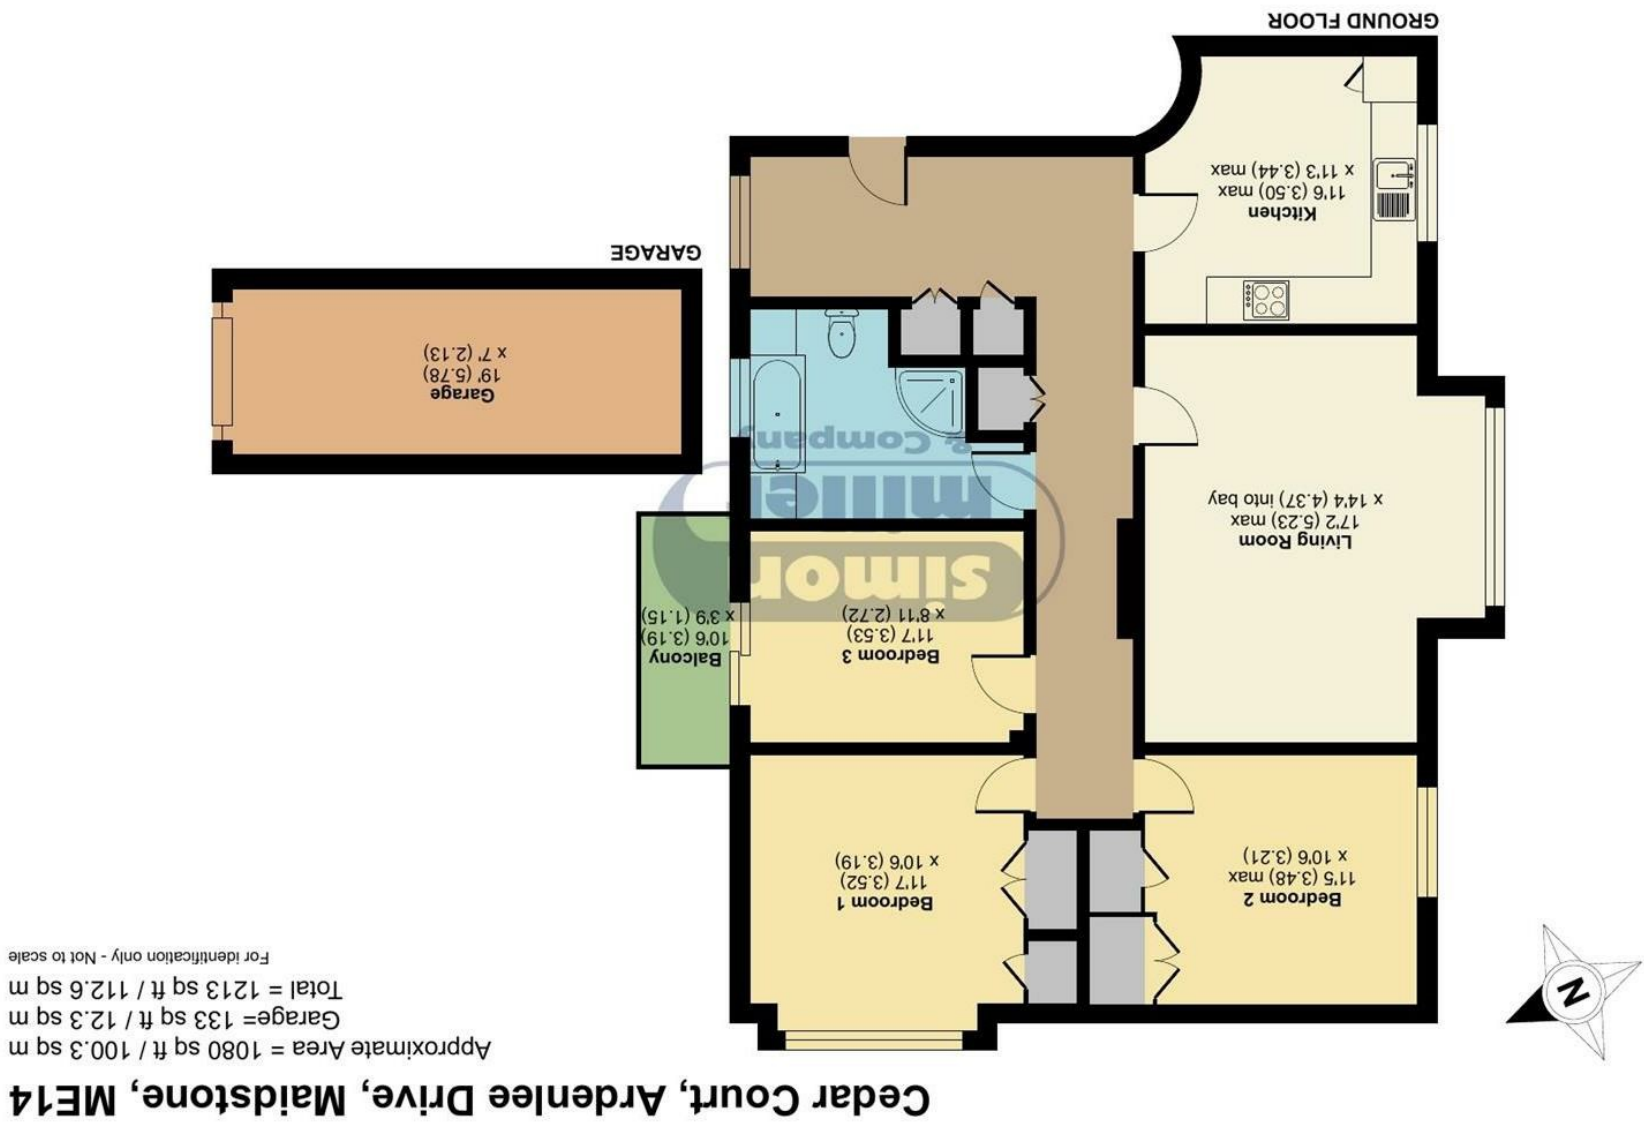 Cedar Court, Ardenlee Drive, Maidstone, ME14
Approximate Area = 1080 sq ft / 100.3 sq m
Garage= 133 sq ft / 12.3 sq m
Total = 1213 sq ft / 112.6 sq m
For identification only - Not to scale
N
Bedroom 2
11'5 (3.48) max
x 10'6 (3.21)
Bedroom 1
11'7 (3.52)
x 10'6 (3.19)
Living Room
17'2 (5.23) max
x 14'4 (4.37) into bay
Bedroom 3
11'7 (3.53)
x 8'11 (2.72)
Balcony
10'6 (3.19)
x 3'9 (1.15)
simon
miller
& Company
Garage
19' (5.78)
x 7' (2.13)
GARAGE
Kitchen
11'6 (3.50) max
x 11'3 (3.44) max
GROUND FLOOR